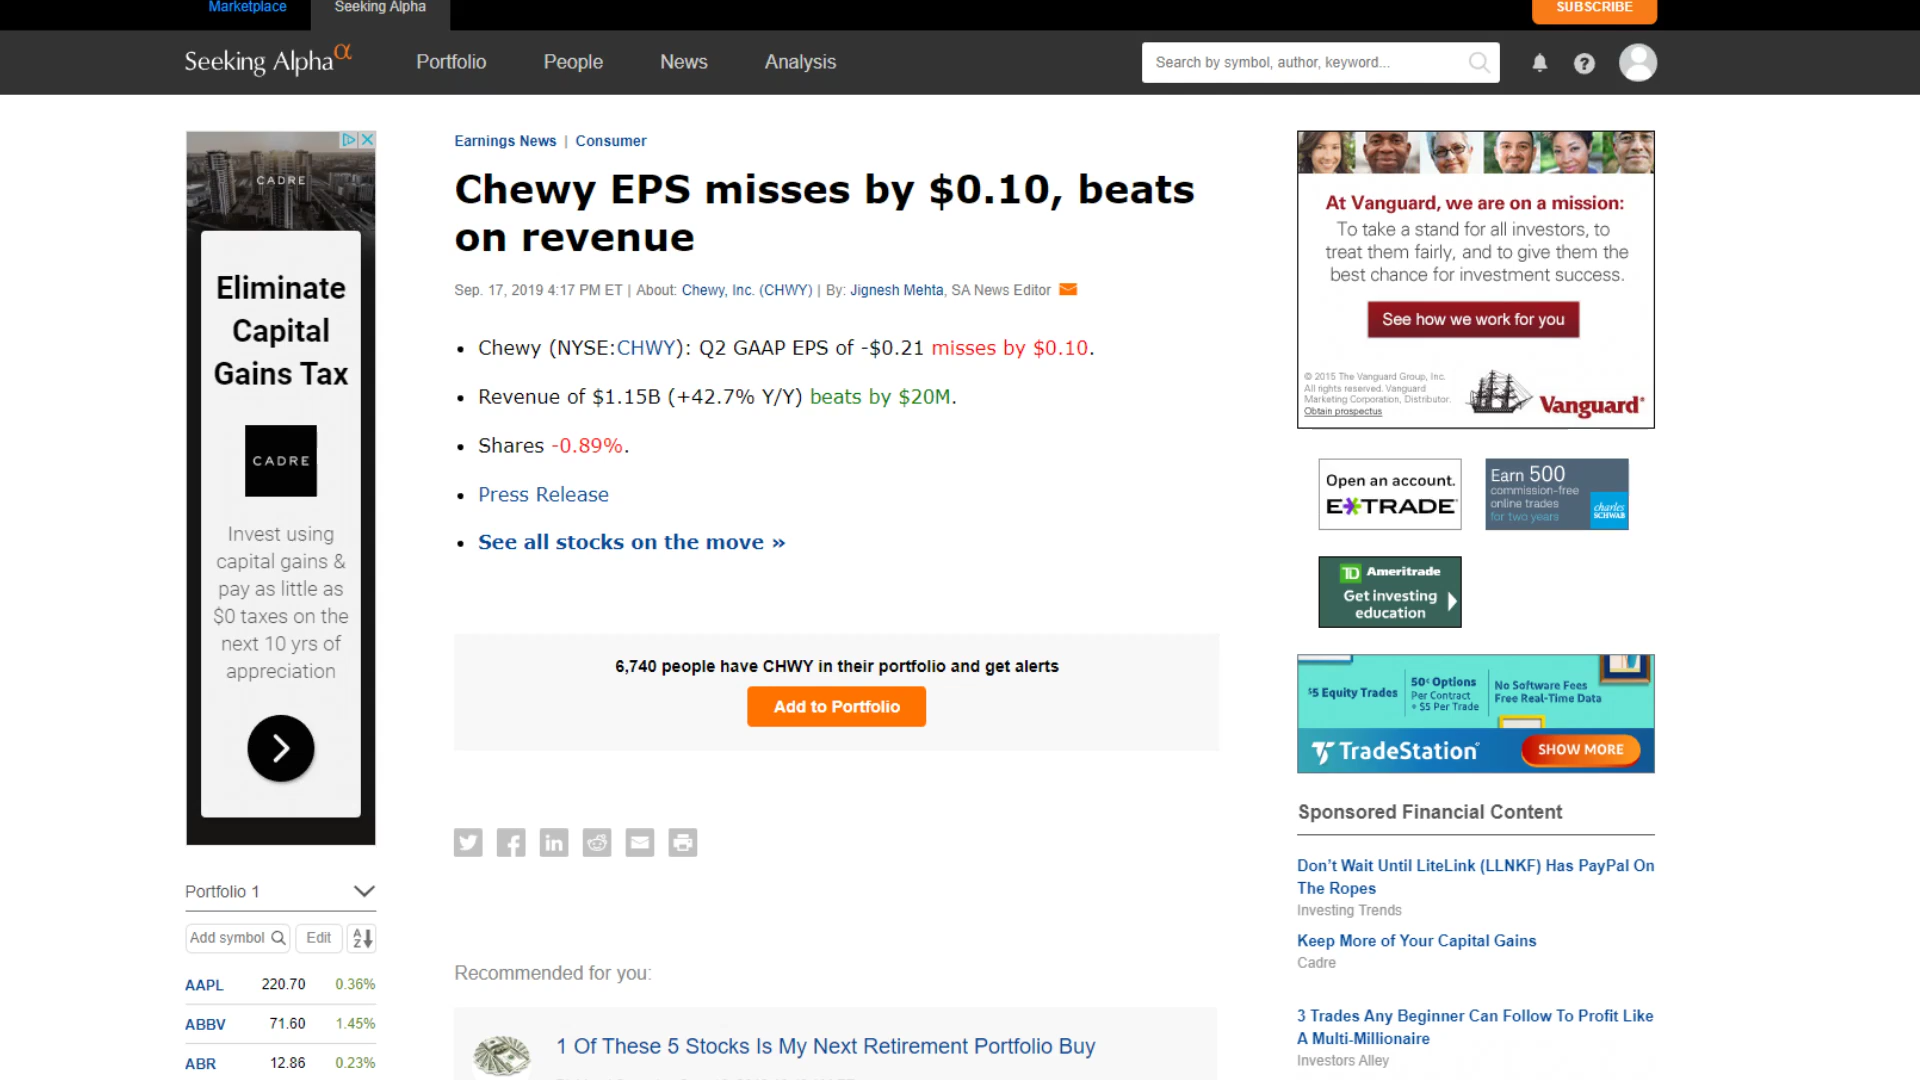 Marketplace
Seeking Alpha
SUBSCRIBE
Seeking Alphaα
Portfolio
People
News
Analysis
Search by symbol, author, keyword...
CADRE
Eliminate
Capital
Gains Tax
CADRE
Invest using
capital gains &
pay as little as
$0 taxes on the
next 10 yrs of
appreciation
Portfolio 1
Add symbol
Edit
AAPL 220.70 0.36%
ABBV 71.60 1.45%
ABR 12.86 0.23%
Earnings News | Consumer
Chewy EPS misses by $0.10, beats
on revenue
Sep. 17, 2019 4:17 PM ET | About: Chewy, Inc. (CHWY) | By: Jignesh Mehta, SA News Editor
• Chewy (NYSE:CHWY): Q2 GAAP EPS of -$0.21 misses by $0.10.
• Revenue of $1.15B (+42.7% Y/Y) beats by $20M.
• Shares -0.89%.
• Press Release
• See all stocks on the move »
6,740 people have CHWY in their portfolio and get alerts
Add to Portfolio
Recommended for you:
1 Of These 5 Stocks Is My Next Retirement Portfolio Buy
At Vanguard, we are on a mission:
To take a stand for all investors, to
treat them fairly, and to give them the
best chance for investment success.
See how we work for you
© 2015 The Vanguard Group, Inc.
All rights reserved. Vanguard
Marketing Corporation, Distributor.
Obtain prospectus
Vanguard®
Open an account.
E*TRADE
Earn 500
commission-free
online trades
for two years
charles
SCHWAB
TD Ameritrade
Get investing
education
$5 Equity Trades
50¢ Options
Per Contract
+ $5 Per Trade
No Software Fees
Free Real-Time Data
TradeStation
SHOW MORE
Sponsored Financial Content
Don't Wait Until LiteLink (LLNKF) Has PayPal On
The Ropes
Investing Trends
Keep More of Your Capital Gains
Cadre
3 Trades Any Beginner Can Follow To Profit Like
A Multi-Millionaire
Investors Alley